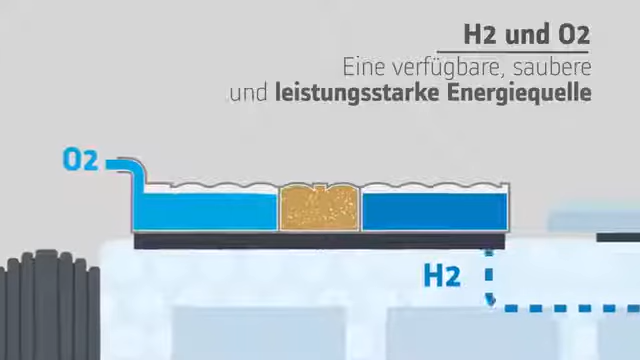 H2 und O2
Eine verfügbare, saubere
und leistungsstarke Energiequelle
O2
H2